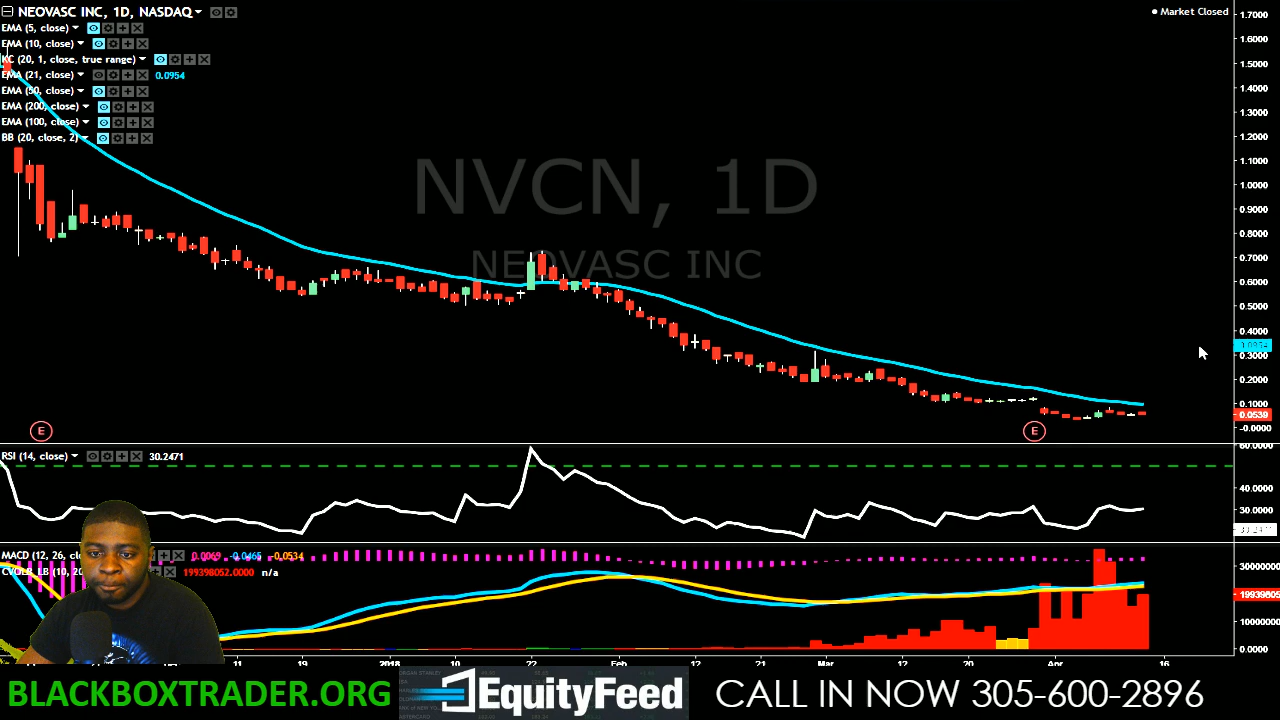 NEOVASC INC, 1D, NASDAQ
Market Closed
EMA (5, close)
EMA (10, close)
KC (20, 1, close, true range)
EMA (21, close) 0.0954
EMA (50, close)
EMA (200, close)
EMA (100, close)
BB (20, close, 2)
NVCN, 1D
NEOVASC INC
1.7000
1.6000
1.5000
1.4000
1.3000
1.2000
1.1000
1.0000
0.9000
0.8000
0.7000
0.6000
0.5000
0.4000
0.0954
0.3000
0.2000
0.1000
0.0539
-0.0000
E
E
RSI (14, close) 30.2471
60.0000
40.0000
30.0000
30.2471
MACD (12, 26, 0.0069 -0.0465 -0.0534
CVOLB_LB (10, 199398052.0000 n/a
0.0000
11 19 2018 10 22 Feb 12 21 Mar 12 20 Apr 16
BLACKBOXTRADER.ORG
EquityFeed
CALL IN NOW 305-600-2896